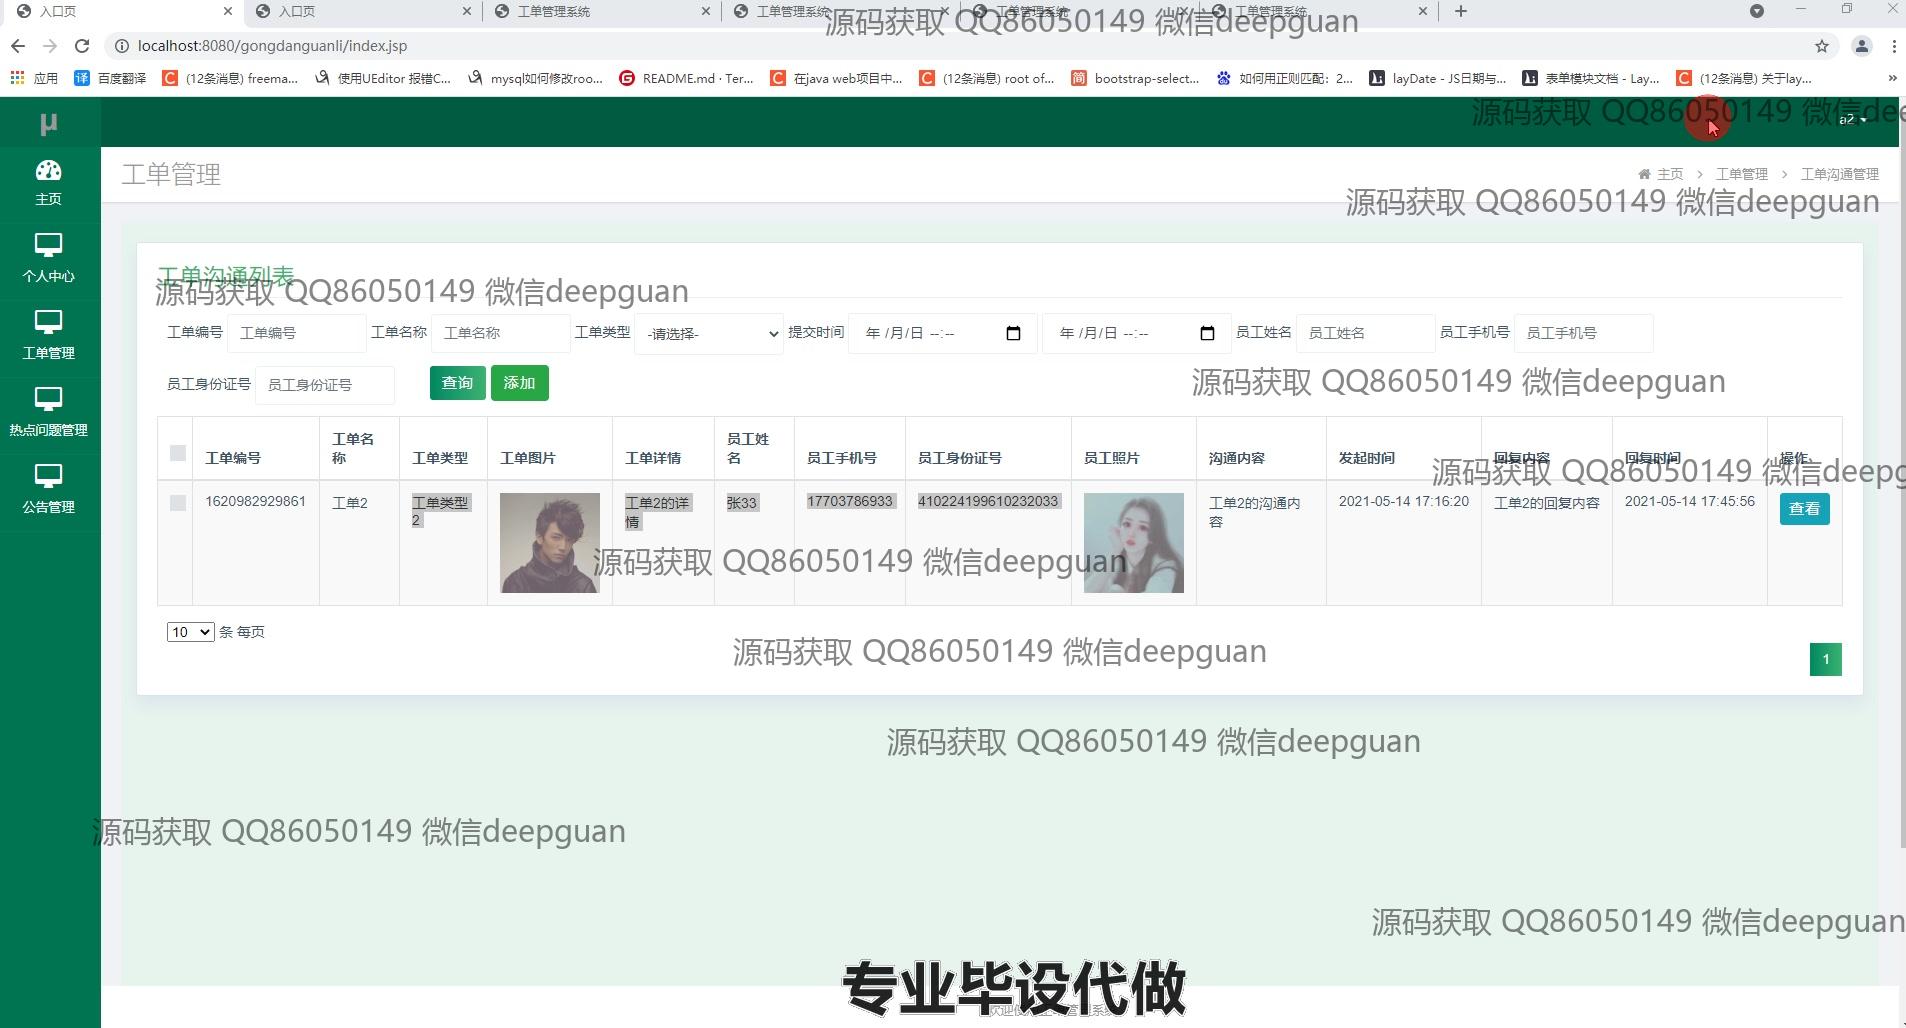 入口页
入口页
工单管理系统
工单管理系统
工单管理系统
工单管理系统
源码获取 QQ86050149 微信deepguan
localhost:8080/gongdanguanli/index.jsp
应用
百度翻译
(12条消息) freema...
使用UEditor 报错C...
mysql如何修改roo...
README.md · Ter...
在java web项目中...
(12条消息) root of...
bootstrap-select...
如何用正则匹配：2...
layDate - JS日期与...
表单模块文档 - Lay...
(12条消息) 关于lay...
源码获取 QQ86050149 微信dee
μ
a2
主页
个人中心
工单管理
热点问题管理
公告管理
工单管理
主页 > 工单管理 > 工单沟通管理
源码获取 QQ86050149 微信deepguan
工单沟通列表
源码获取 QQ86050149 微信deepguan
工单编号 工单编号 工单名称 工单名称 工单类型 -请选择- 提交时间 年 /月/日 --:-- 年 /月/日 --:-- 员工姓名 员工姓名 员工手机号 员工手机号
员工身份证号 员工身份证号 查询 添加
源码获取 QQ86050149 微信deepguan
工单编号 工单名称 工单类型 工单图片 工单详情 员工姓名 员工手机号 员工身份证号 员工照片 沟通内容 发起时间 回复内容 回复时间 操作
源码获取 QQ86050149 微信deepg
1620982929861 工单2 工单类型2 工单2的详情 张33 17703786933 410224199610232033 工单2的沟通内容 2021-05-14 17:16:20 工单2的回复内容 2021-05-14 17:45:56 查看
源码获取 QQ86050149 微信deepguan
10 条 每页
源码获取 QQ86050149 微信deepguan
1
源码获取 QQ86050149 微信deepguan
源码获取 QQ86050149 微信deepguan
源码获取 QQ86050149 微信deepguan
专业毕设代做